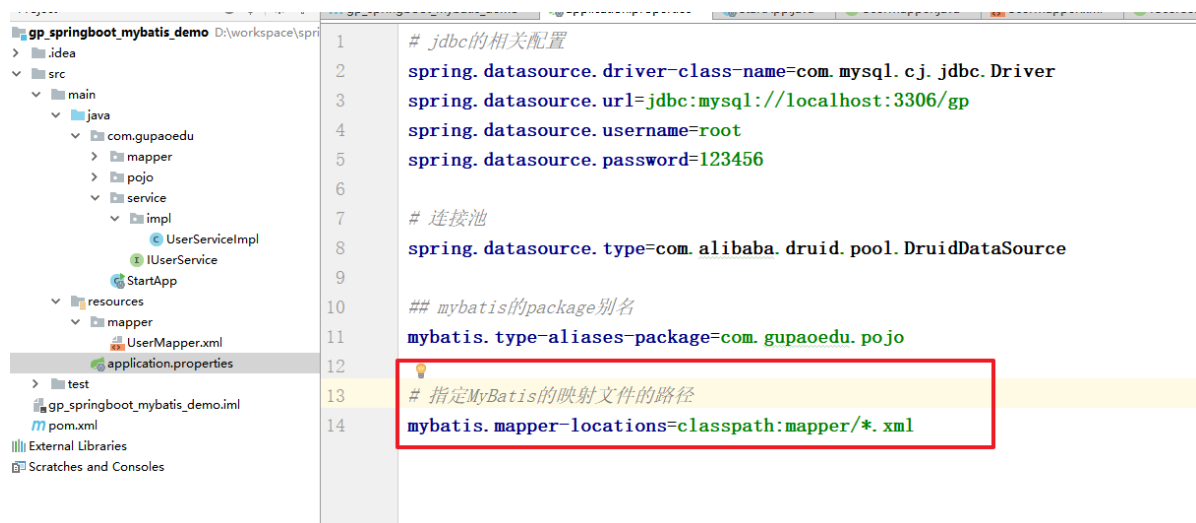 gp_springboot_mybatis_demo D:\workspace\spri
.idea
src
main
java
com.gupaoedu
mapper
pojo
service
impl
UserServiceImpl
IUserService
StartApp
resources
mapper
UserMapper.xml
application.properties
test
gp_springboot_mybatis_demo.iml
pom.xml
External Libraries
Scratches and Consoles
1 # jdbc的相关配置
2 spring.datasource.driver-class-name=com.mysql.cj.jdbc.Driver
3 spring.datasource.url=jdbc:mysql://localhost:3306/gp
4 spring.datasource.username=root
5 spring.datasource.password=123456
6
7 # 连接池
8 spring.datasource.type=com.alibaba.druid.pool.DruidDataSource
9
10 ## mybatis的package别名
11 mybatis.type-aliases-package=com.gupaoedu.pojo
12
13 # 指定MyBatis的映射文件的路径
14 mybatis.mapper-locations=classpath:mapper/*.xml